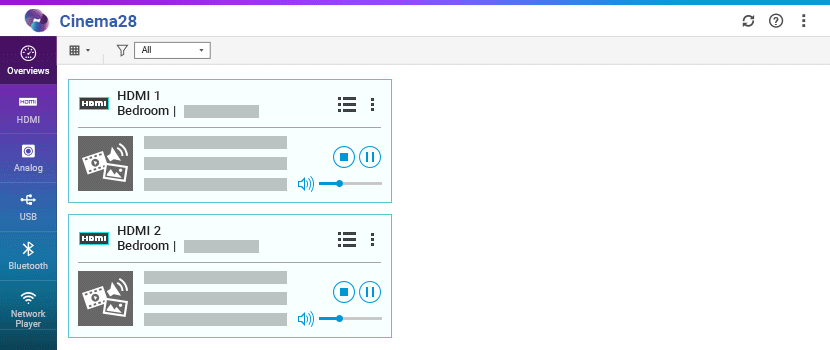 Cinema28
All
Overviews
HDMI
Analog
USB
Bluetooth
Network
Player
HDMI
HDMI 1
Bedroom |
HDMI
HDMI 2
Bedroom |